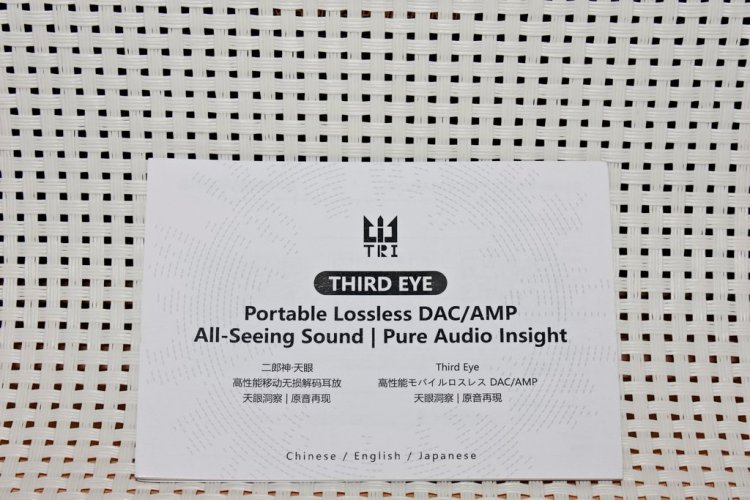 TRI
THIRD EYE
Portable Lossless DAC/AMP
All-Seeing Sound | Pure Audio Insight
二郎神·天眼
高性能移动无损解码耳放
天眼洞察 | 原音再现
Third Eye
高性能モバイルロスレス DAC/AMP
天眼洞察 | 原音再現
Chinese / English / Japanese